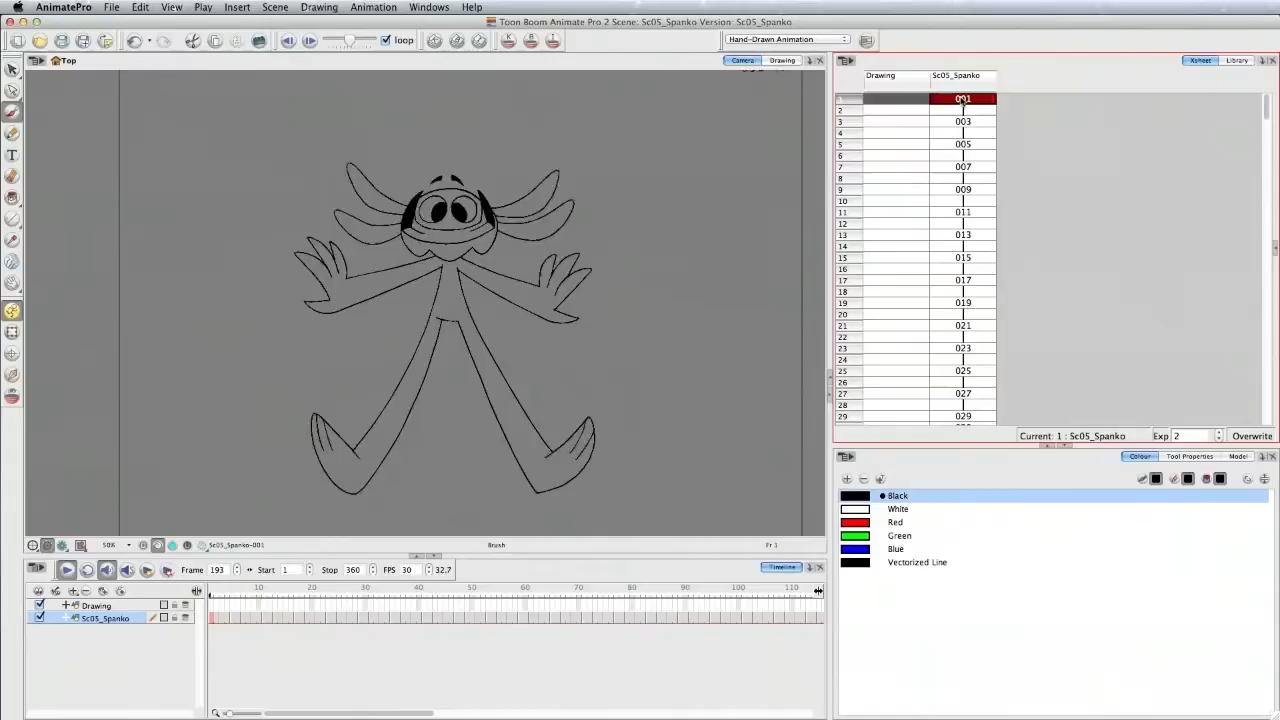 AnimatePro File Edit View Play Insert Scene Drawing Animation Windows Help
Toon Boom Animate Pro 2 Scene: Sc05_Spanko Version: Sc05_Spanko
loop
Hand-Drawn Animation
Top Camera Drawing
Xsheet Library
Drawing Sc05_Spanko
1 001
2
3 003
4
5 005
6
7 007
8
9 009
10
11 011
12
13 013
14
15 015
16
17 017
18
19 019
20
21 021
22
23 023
24
25 025
26
27 027
28
29 029
Current: 1 : Sc05_Spanko Exp 2 Overwrite
Colour Tool Properties Model
Black
White
Red
Green
Blue
Vectorized Line
50% Sc05_Spanko-001 Brush Fr 1
Frame 193 Start 1 Stop 360 FPS 30 32.7 Timeline
10 20 30 40 50 60 70 80 90 100 110
Drawing
Sc05_Spanko